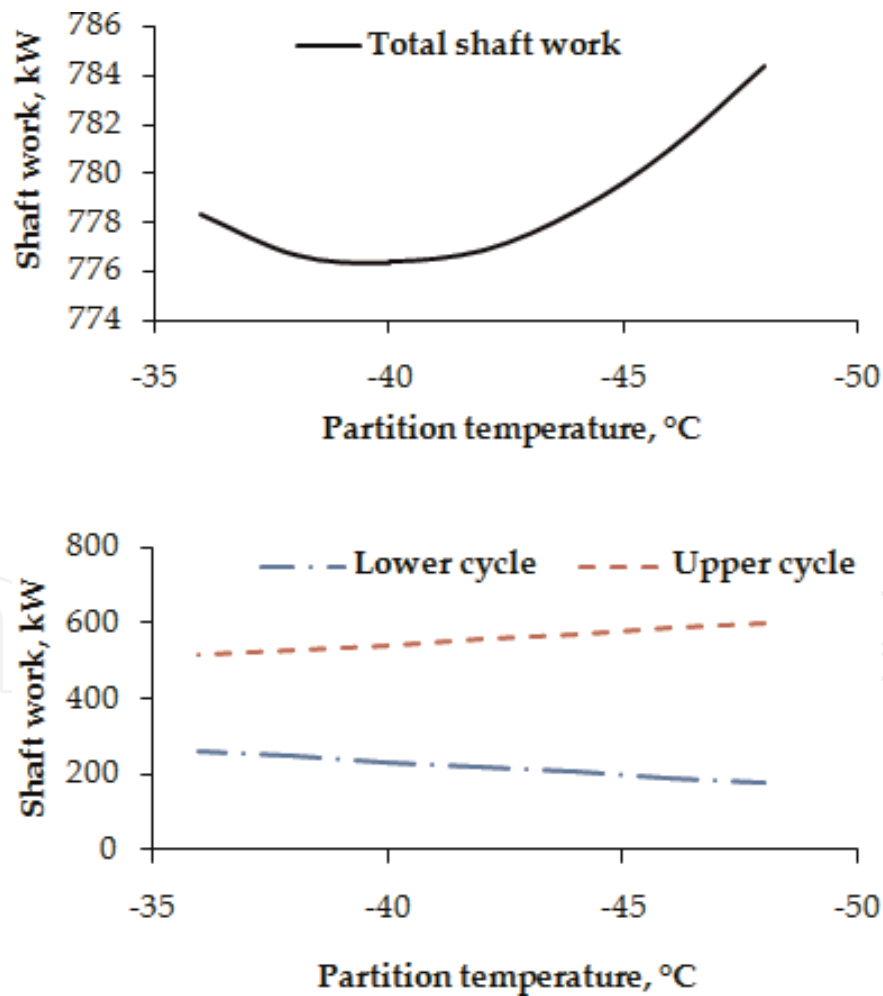 786
784
782
780
778
776
774
Shaft work, kW
Total shaft work
-35 -40 -45 -50
Partition temperature, °C
800
600
400
200
0
Shaft work, kW
Lower cycle Upper cycle
-35 -40 -45 -50
Partition temperature, °C